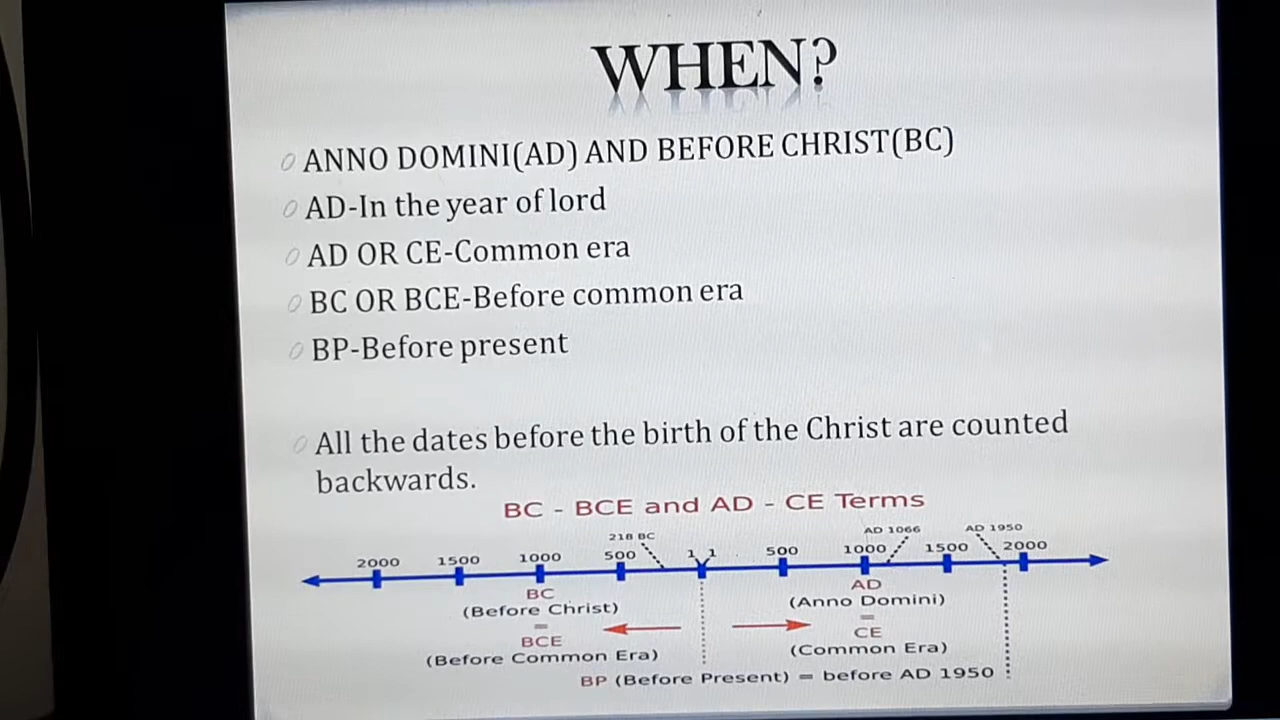 WHEN?
ANNO DOMINI(AD) AND BEFORE CHRIST(BC)
AD-In the year of lord
AD OR CE-Common era
BC OR BCE-Before common era
BP-Before present
All the dates before the birth of the Christ are counted
backwards.
BC - BCE and AD - CE Terms
218 BC AD 1066 AD 1950
2000 1500 1000 500 1 1 500 1000 1500 2000
BC AD
(Before Christ) (Anno Domini)
= =
BCE CE
(Before Common Era) (Common Era)
BP (Before Present) = before AD 1950